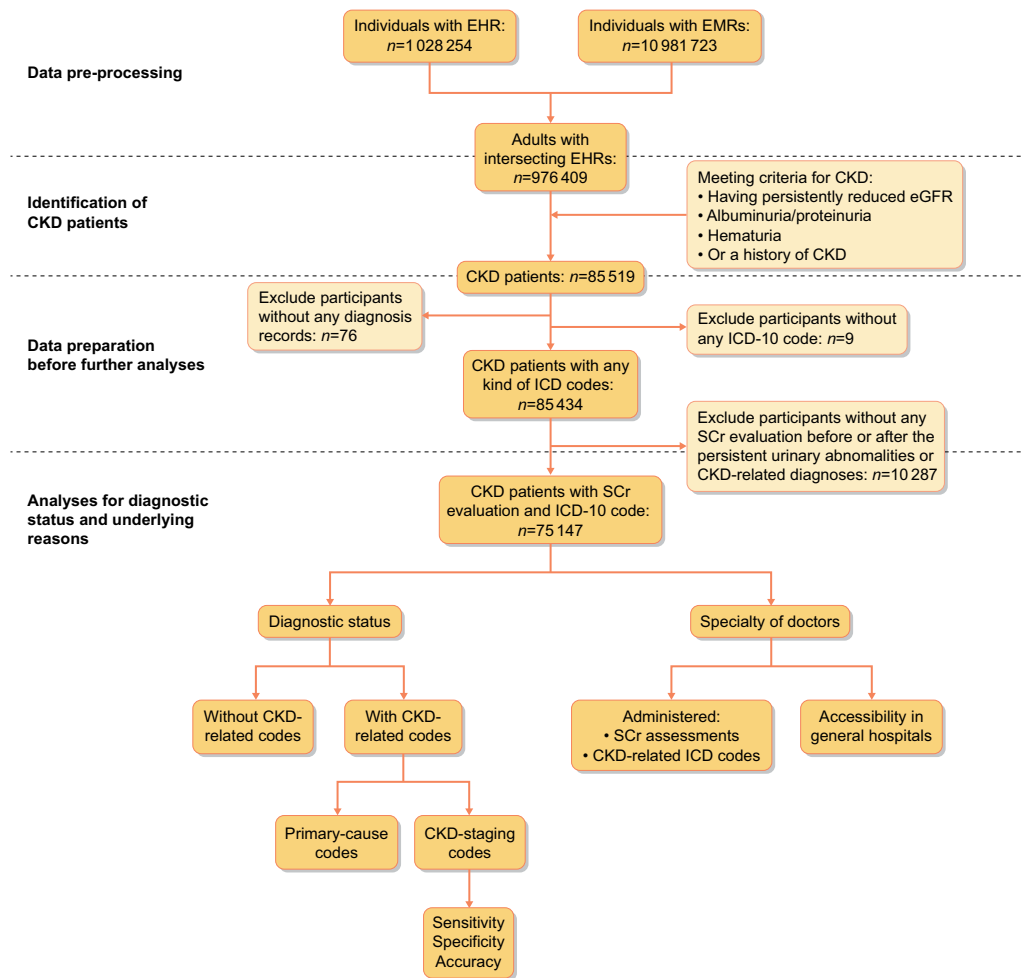 Individuals with EHR:
n=1 028 254
Individuals with EMRs:
n=10 981 723
Data pre-processing
Adults with
intersecting EHRs:
n=976 409
Identification of
CKD patients
Meeting criteria for CKD:
• Having persistently reduced eGFR
• Albuminuria/proteinuria
• Hematuria
• Or a history of CKD
CKD patients: n=85 519
Exclude participants
without any diagnosis
records: n=76
Exclude participants without
any ICD-10 code: n=9
Data preparation
before further analyses
CKD patients with any
kind of ICD codes:
n=85 434
Exclude participants without any
SCr evaluation before or after the
persistent urinary abnomalities or
CKD-related diagnoses: n=10 287
Analyses for diagnostic
status and underlying
reasons
CKD patients with SCr
evaluation and ICD-10 code:
n=75 147
Diagnostic status
Specialty of doctors
Without CKD-
related codes
With CKD-
related codes
Administered:
• SCr assessments
• CKD-related ICD codes
Accessibility in
general hospitals
Primary-cause
codes
CKD-staging
codes
Sensitivity
Specificity
Accuracy